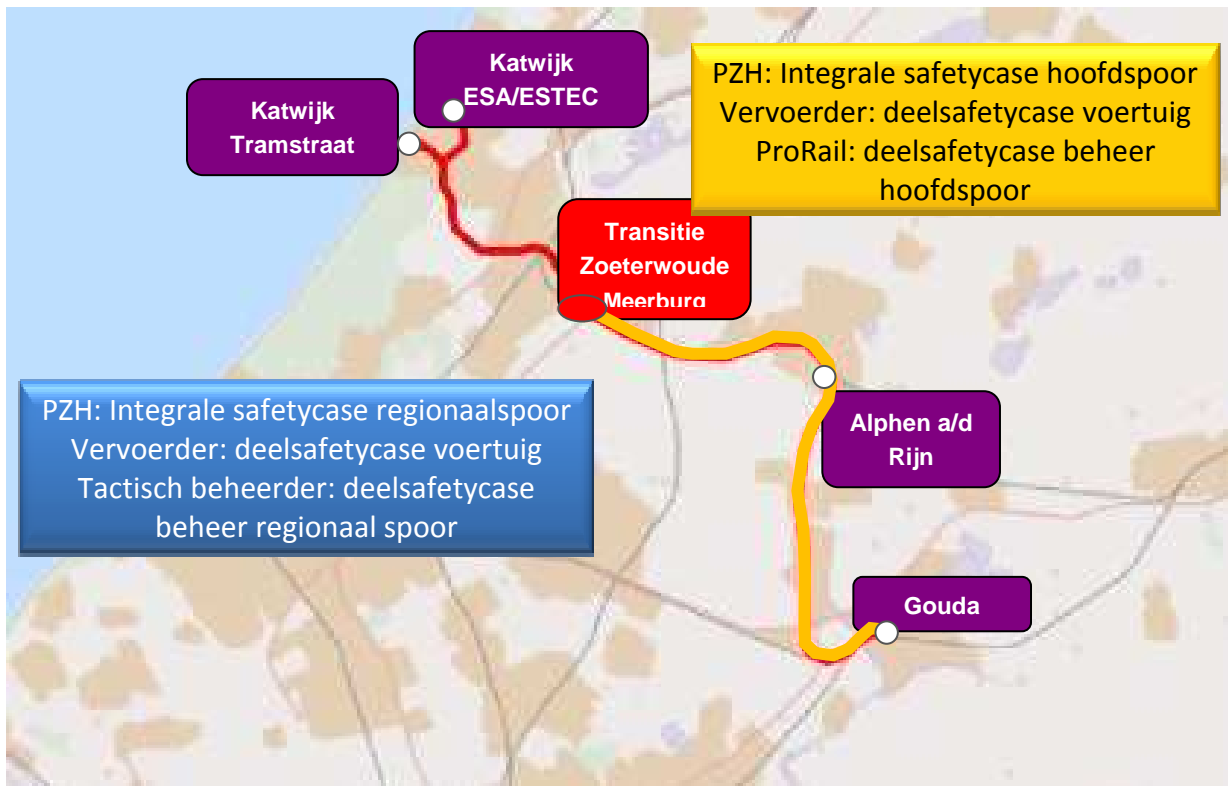 Katwijk
ESA/ESTEC
Katwijk
Tramstraat
PZH: Integrale safetycase hoofdspoor
Vervoerder: deelsafetycase voertuig
ProRail: deelsafetycase beheer
hoofdspoor
Transitie
Zoeterwoude
Meerburg
PZH: Integrale safetycase regionaalspoor
Vervoerder: deelsafetycase voertuig
Tactisch beheerder: deelsafetycase
beheer regionaal spoor
Alphen a/d
Rijn
Gouda